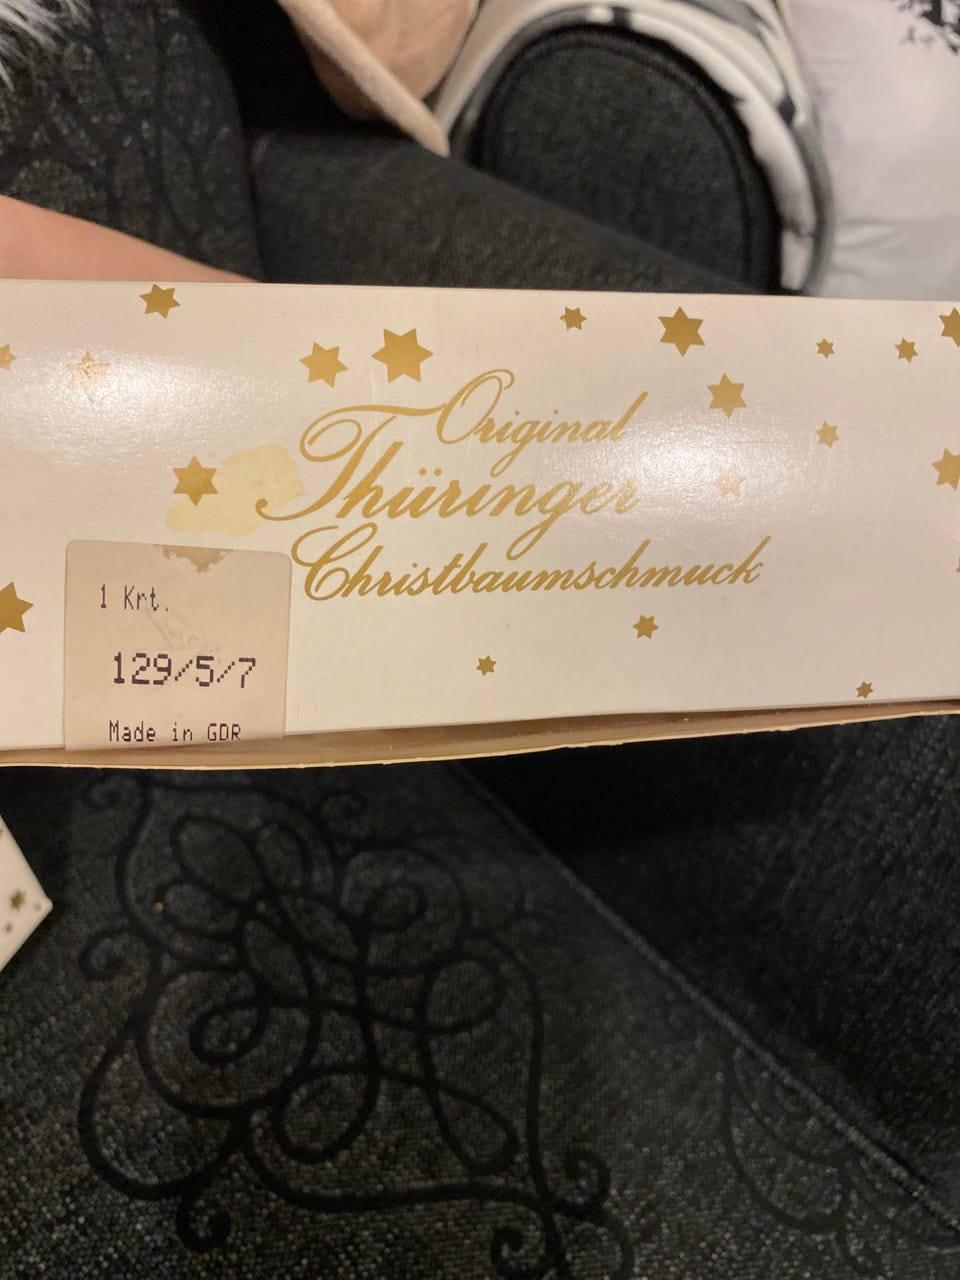 Original
Thüringer
Christbaumschmuck
1 Krt.
129/5/7
Made in GDR